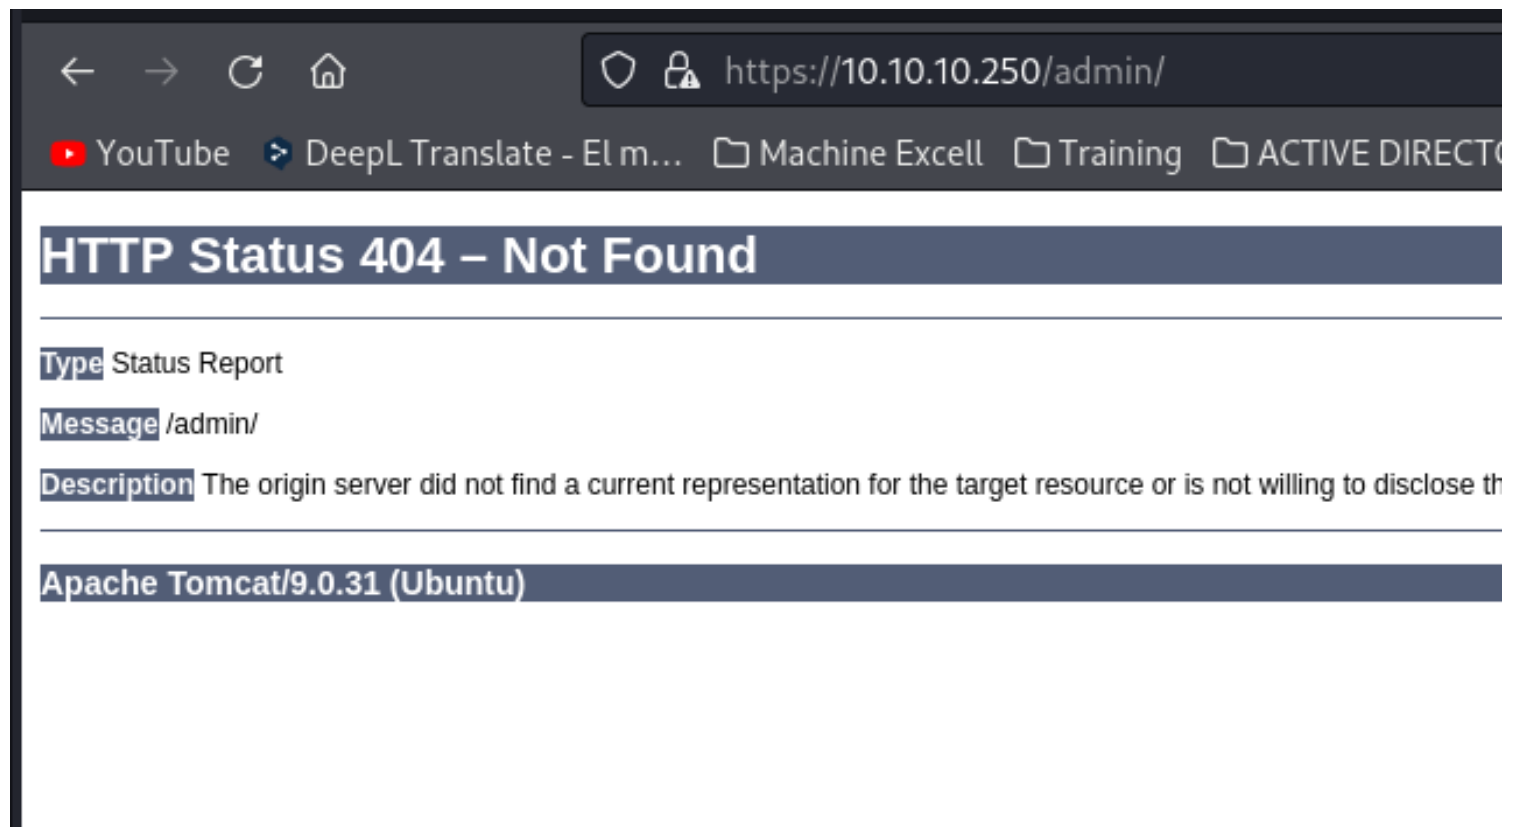 https://10.10.10.250/admin/
YouTube DeepL Translate - El m... Machine Excell Training ACTIVE DIRECTO
HTTP Status 404 – Not Found
Type Status Report
Message /admin/
Description The origin server did not find a current representation for the target resource or is not willing to disclose th
Apache Tomcat/9.0.31 (Ubuntu)